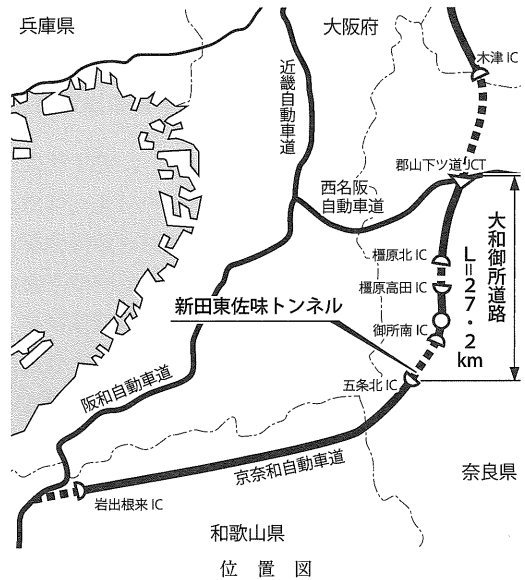 兵庫県
大阪府
木津 IC
近畿自動車道
郡山下ツ道 JCT
西名阪
自動車道
大和御所道路
L=27・2km
橿原北 IC
橿原高田 IC
新田東佐味トンネル
御所南 IC
五条北 IC
阪和自動車道
京奈和自動車道
奈良県
岩出根来 IC
和歌山県
位置図